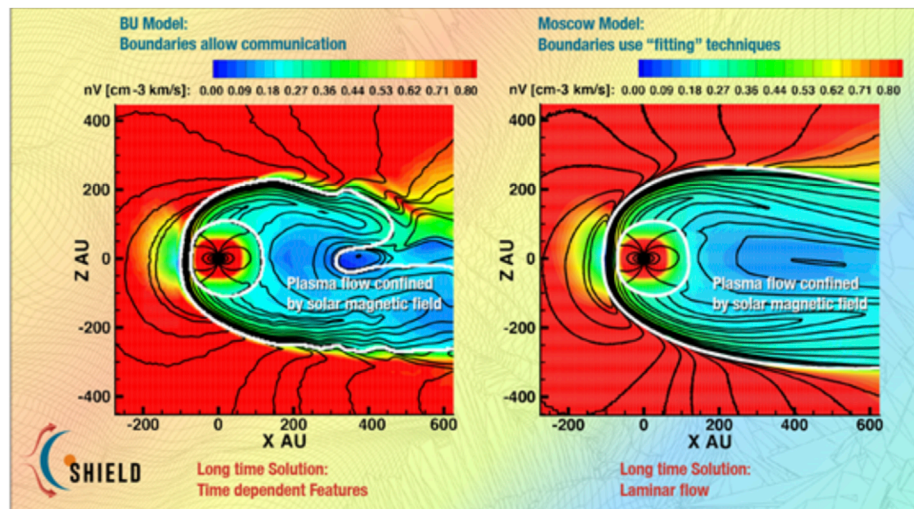 BU Model:
Boundaries allow communication
nV [cm-3 km/s]: 0.00 0.09 0.18 0.27 0.36 0.44 0.53 0.62 0.71 0.80
400
200
0
-200
-400
Z AU
Plasma flow confined
by solar magnetic field
-200 0 200 400 600
X AU
Long time Solution:
Time dependent Features
Moscow Model:
Boundaries use “fitting” techniques
nV [cm-3 km/s]: 0.00 0.09 0.18 0.27 0.36 0.44 0.53 0.62 0.71 0.80
400
200
0
-200
-400
Z AU
Plasma flow confined
by solar magnetic field
-200 0 200 400 600
X AU
Long time Solution:
Laminar flow
SHIELD